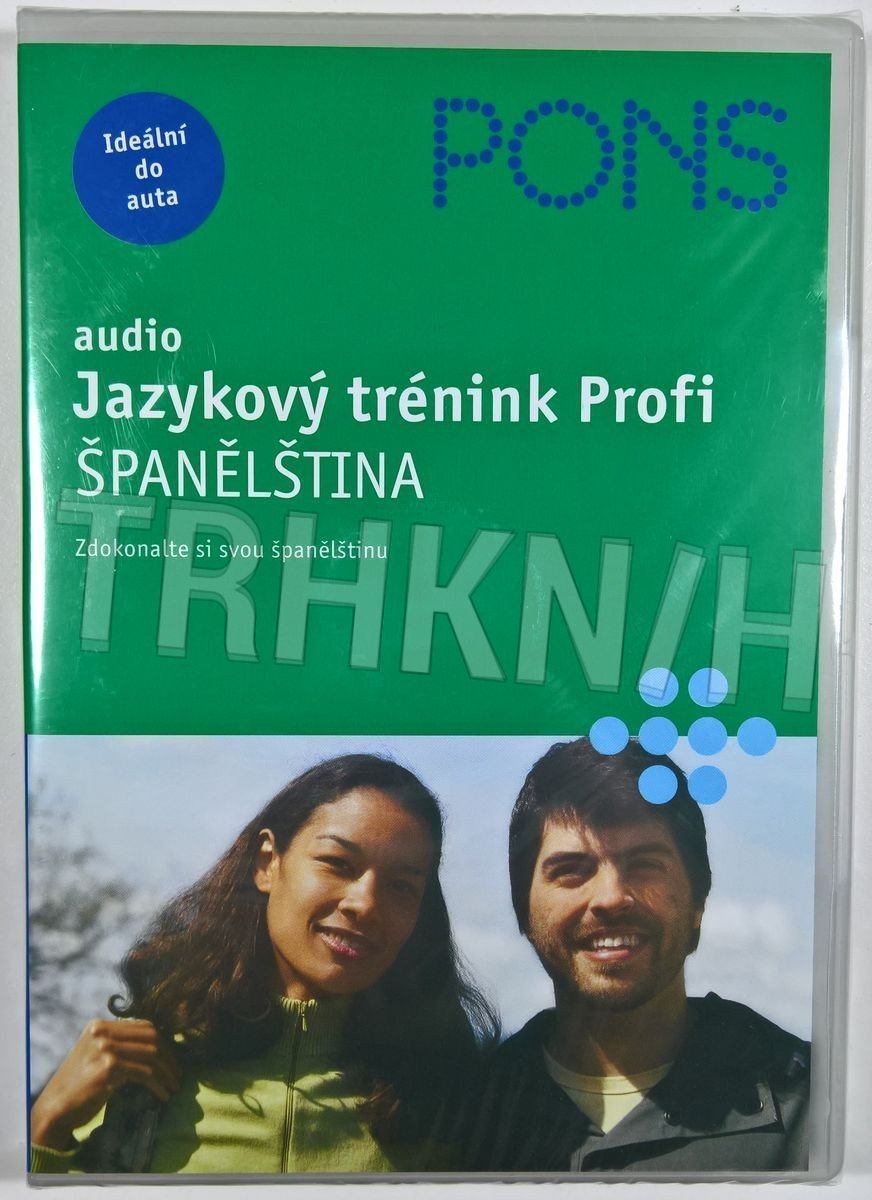 Ideální
do
auta
PONS
audio
Jazykový trénink Profi
ŠPANĚLŠTINA
Zdokonalte si svou španělštinu
TRHKN/H